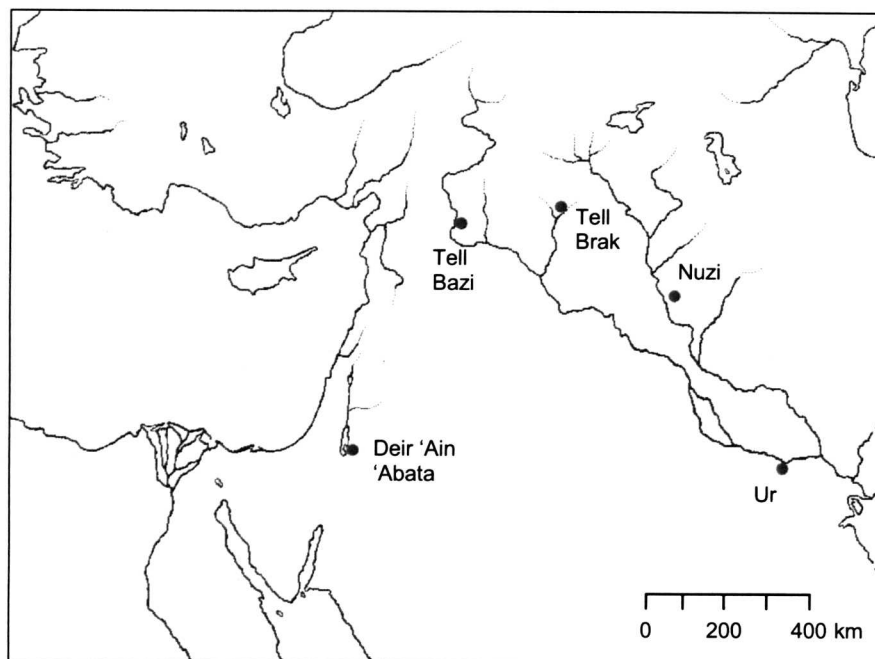 Tell
Brak
Tell
Bazi
Nuzi
Deir ‘Ain
‘Abata
Ur
0 200 400 km